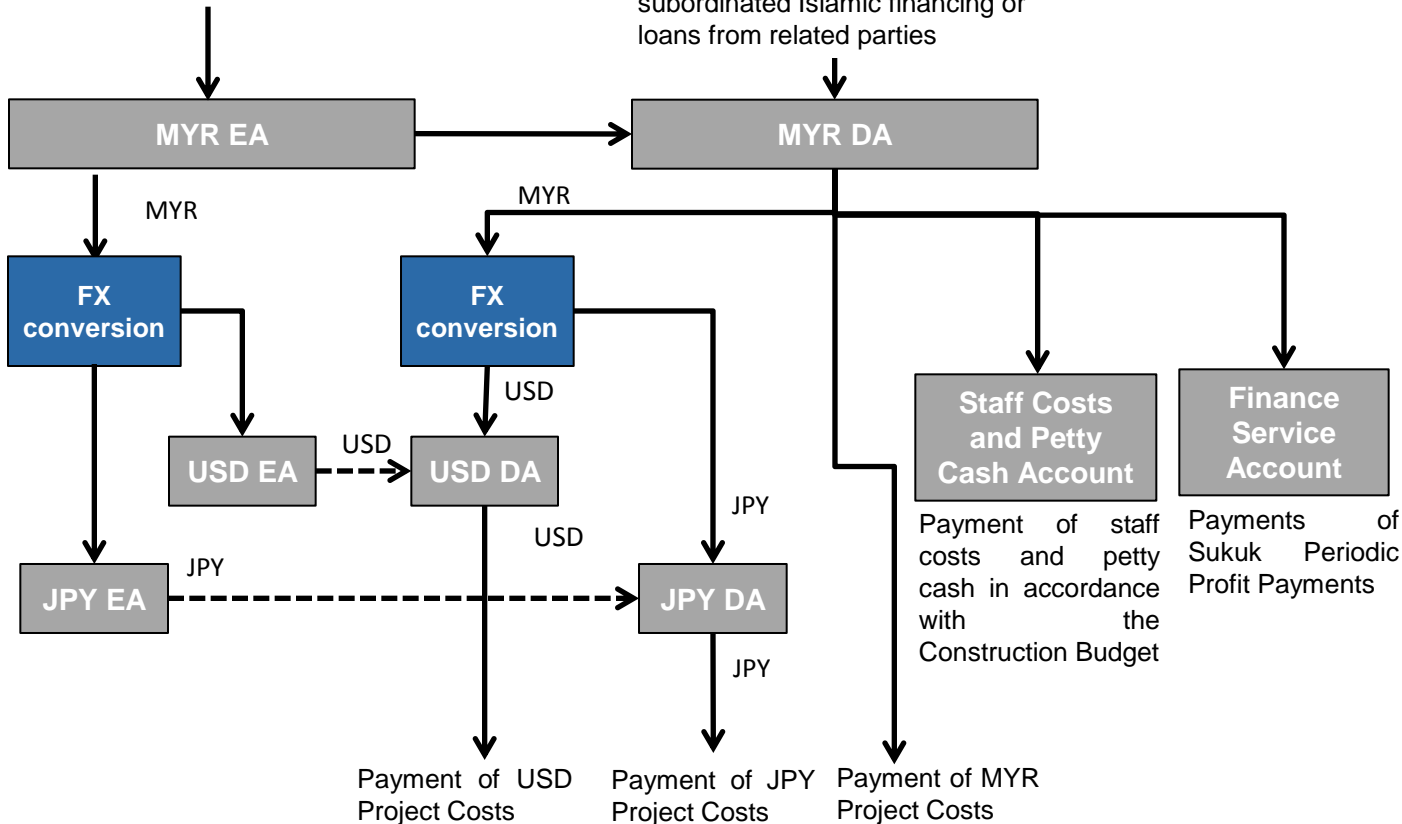 subordinated Islamic financing or
loans from related parties
MYR EA
MYR DA
MYR
MYR
FX
conversion
FX
conversion
USD
Staff Costs
and Petty
Cash Account
Finance
Service
Account
USD EA
USD
USD DA
JPY
USD
Payment of staff
costs and petty
cash in accordance
with the
Construction Budget
Payments of
Sukuk Periodic
Profit Payments
JPY EA
JPY
JPY DA
JPY
Payment of USD
Project Costs
Payment of JPY
Project Costs
Payment of MYR
Project Costs